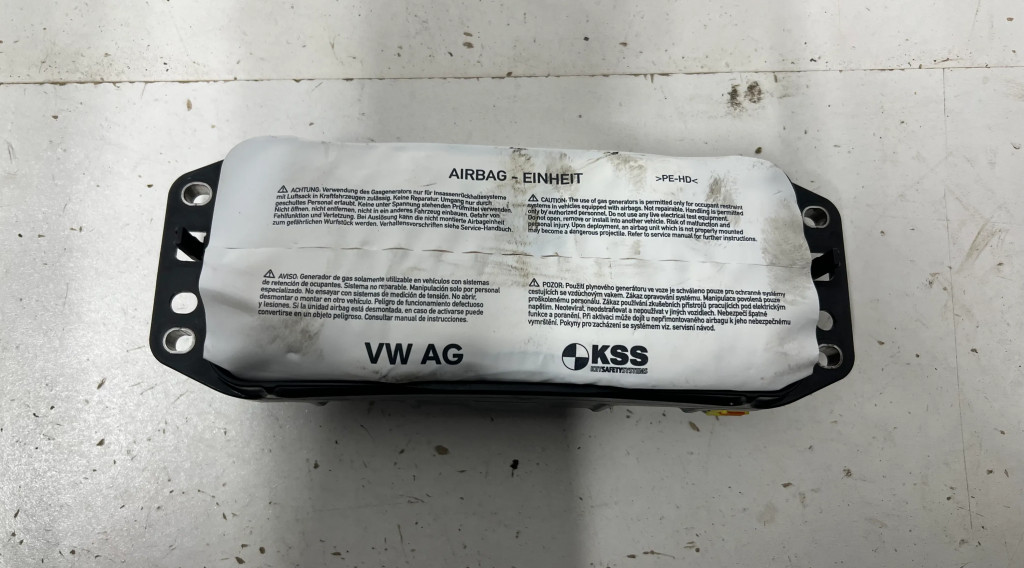 AIRBAG - EINHEIT
>PE-HD<
⚠ ACHTUNG: Verwendung des Gasgenerators nur für Insassenrückhaltesysteme
mit Luftsack in Kraftfahrzeugen zulässig. Keine Reparatur. Umgang nur durch
geschultes Personal erlaubt. Keine unter Spannung stehenden Prüfmittel verwenden.
Nicht öffnen, nicht entfernen, nicht in ein anderes Fahrzeug einbauen. Gefahr von
Fehlfunktion und Verletzung. Bei Auslösung kann die nicht montierte Airbageinheit
zum gefährlichen Wurfstück werden. Verhaltensvorschriften siehe Service-Handbuch.
⚠ CAUTION: The use of gas generators is permitted only for occupant restraint
systems in vehicles equipped with airbags. Not repairable. Handling is permitted
only by authorized personnel. Do not use any live electrical test equipment.
Do not open, remove or install into another vehicle. Risk of malfunction and
personal injury. Upon deployment, an airbag unit which is not properly mounted
may become a dangerous projectile. Refer to service manual for further instructions.
⚠ AVISO: Generador de gas solamente utilizable en vehículos con sistemas
de retención de ocupantes. Sistema no reparable. Manipulación solo por personal
especializado. No ensayar con sistemas de medición de tensión. No abrir,
desmontar o montar en otro vehículo. Peligro de funcionamiento defectuoso
y lesiones. Si la unidad airbag está desmontada, en caso de activarse puede
convertirse en un objeto peligroso. Consultar manual de instrucciones.
⚠ POZOR: Použití plynového generátoru ve voze je schváleno pouze pro ochranné systémy
cestujících se vzduchovým vakem. Zákaz opravování systému. Manipulace povolená pouze
proškolenému personálu. Zákaz používání zkušebních přístrojů pracujících pod elektrickým
napětím. Neotevírat, neodstraňovat a nepoužívat v jiných vozidlech. Nebezpečí špatné
funkce a poranění. Při aktivaci může dojít u nepřimontovaného airbagu k jeho nebezpečnému
vymrštění. Pokyny pro zacházení se systémem viz. servisní návod.
VW AG
KSS
KEYSAFETYSYSTEMS